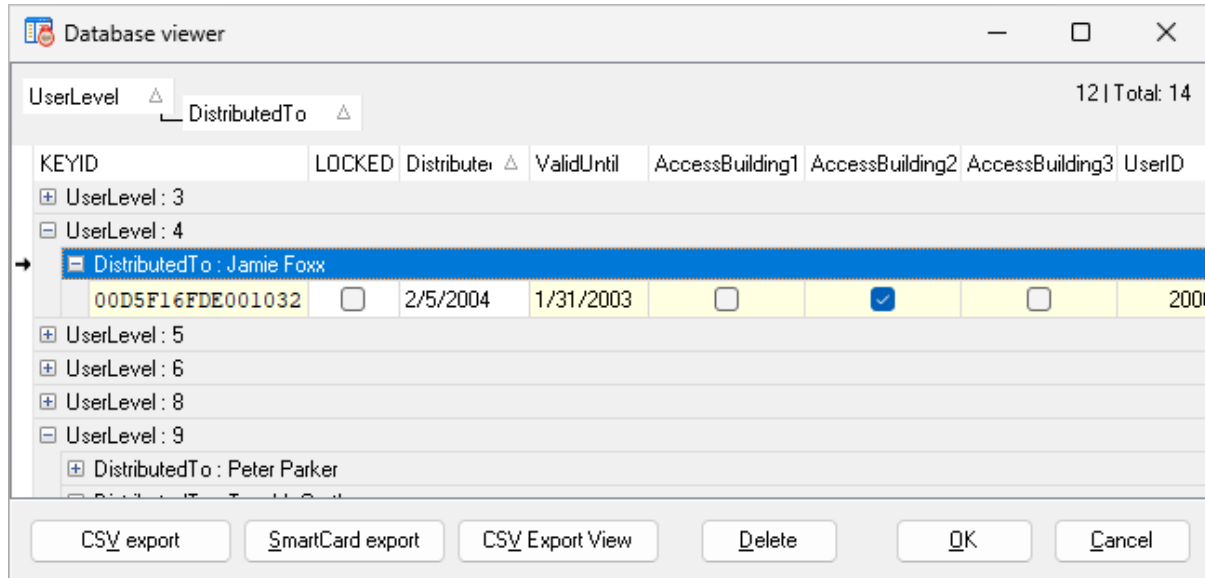 Database viewer
UserLevel
DistributedTo
12 | Total: 14
KEYID LOCKED Distribute ValidUntil AccessBuilding1 AccessBuilding2 AccessBuilding3 UserID
UserLevel : 3
UserLevel : 4
DistributedTo : Jamie Foxx
00D5F16FDE001032 2/5/2004 1/31/2003 200
UserLevel : 5
UserLevel : 6
UserLevel : 8
UserLevel : 9
DistributedTo : Peter Parker
CSV export SmartCard export CSV Export View Delete OK Cancel